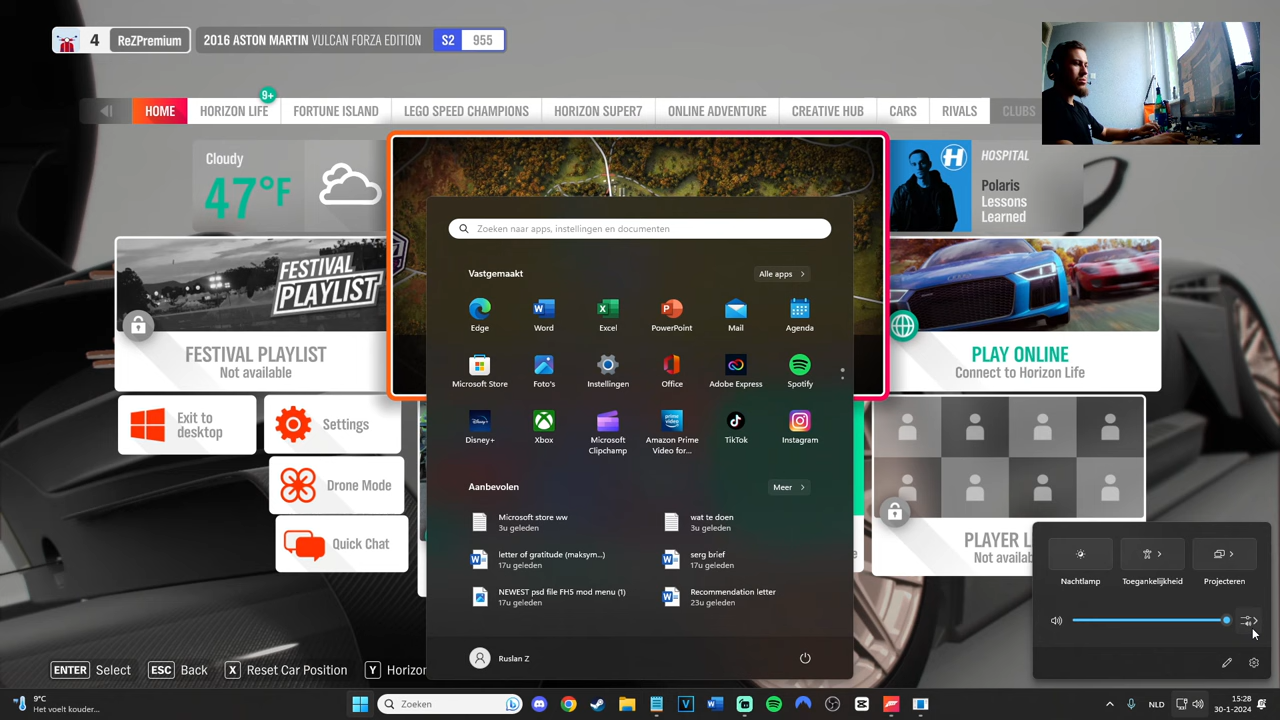 4 ReZPremium 2016 ASTON MARTIN VULCAN FORZA EDITION S2 955
HOME HORIZON LIFE 9+ FORTUNE ISLAND LEGO SPEED CHAMPIONS HORIZON SUPER7 ONLINE ADVENTURE CREATIVE HUB CARS RIVALS CLUBS
Cloudy
47°F
HOSPITAL
Polaris
Lessons
Learned
FESTIVAL
PLAYLIST
FESTIVAL PLAYLIST
Not available
PLAY ONLINE
Connect to Horizon Life
Exit to
desktop
Settings
Drone Mode
Quick Chat
PLAYER L
Not availab
ENTER Select ESC Back X Reset Car Position Y Horizon
Zoeken naar apps, instellingen en documenten
Vastgemaakt Alle apps
Edge Word Excel PowerPoint Mail Agenda
Microsoft Store Foto's Instellingen Office Adobe Express Spotify
Disney+ Xbox Microsoft Clipchamp Amazon Prime Video for... TikTok Instagram
Aanbevolen Meer
Microsoft store ww
3u geleden
wat te doen
3u geleden
letter of gratitude (maksym...)
17u geleden
serg brief
17u geleden
NEWEST psd file FH5 mod menu (1)
17u geleden
Recommendation letter
23u geleden
Ruslan Z
Nachtlamp Toegankelijkheid Projecteren
9°C
Het voelt kouder...
Zoeken
NLD
15:28
30-1-2024